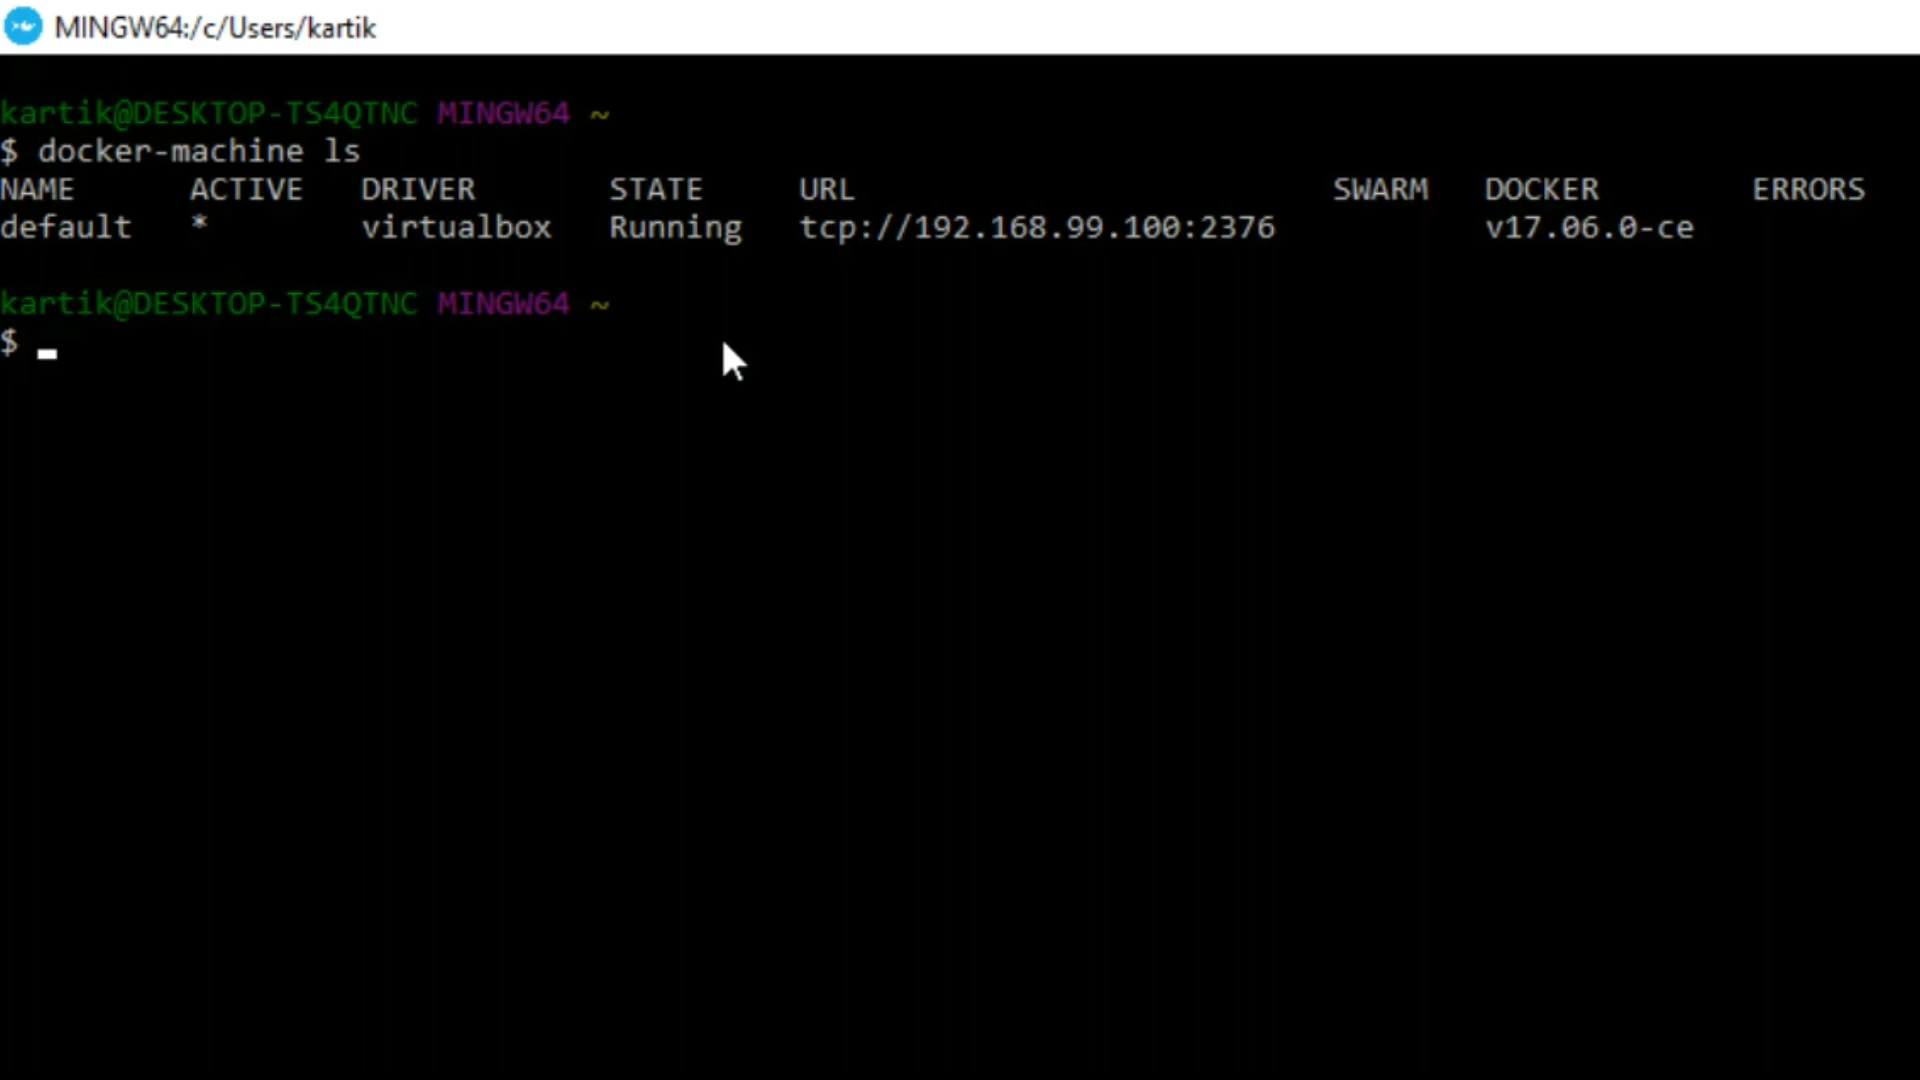 MINGW64:/c/Users/kartik
kartik@DESKTOP-TS4QTNC MINGW64 ~
$ docker-machine ls
NAME ACTIVE DRIVER STATE URL SWARM DOCKER ERRORS
default * virtualbox Running tcp://192.168.99.100:2376 v17.06.0-ce
kartik@DESKTOP-TS4QTNC MINGW64 ~
$